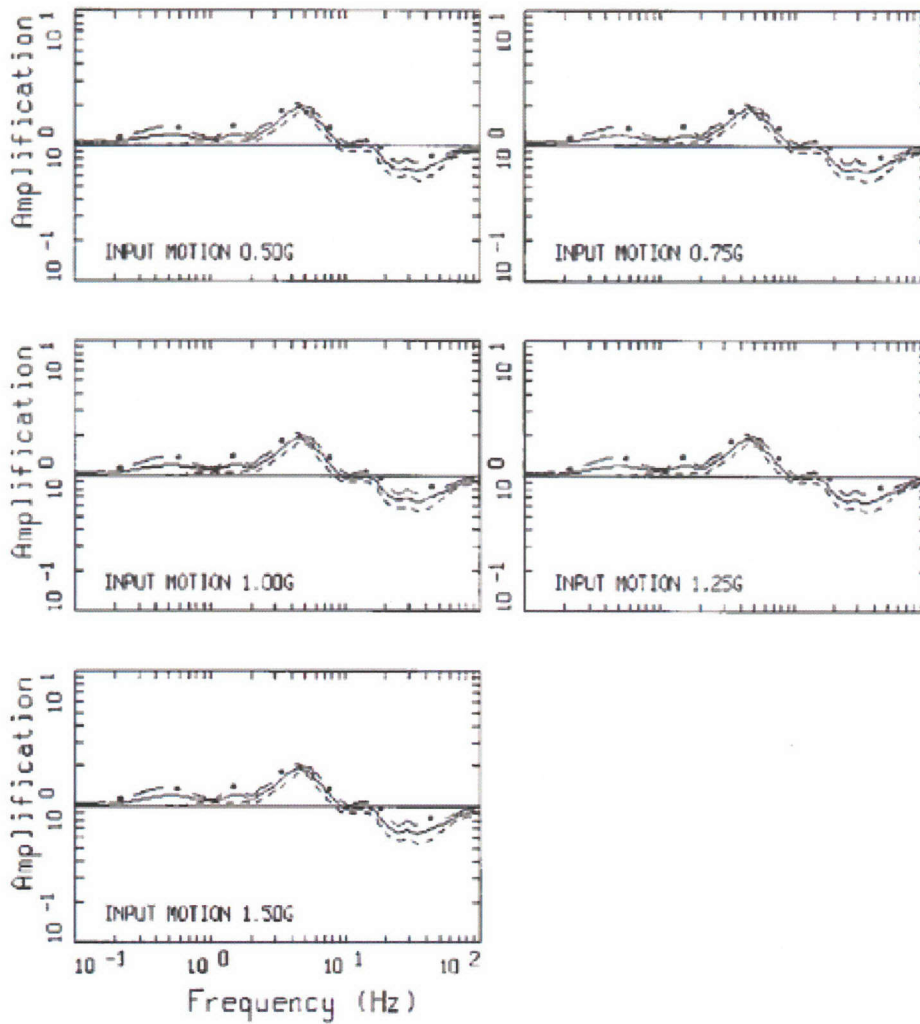 Amplification
10 1
10 0
10 -1
INPUT MOTION 0.50G
10 1
10 0
10 -1
INPUT MOTION 0.75G
Amplification
10 1
10 0
10 -1
INPUT MOTION 1.00G
10 1
10 0
10 -1
INPUT MOTION 1.25G
Amplification
10 1
10 0
10 -1
INPUT MOTION 1.50G
10 -1
10 0
10 1
10 2
Frequency (Hz)